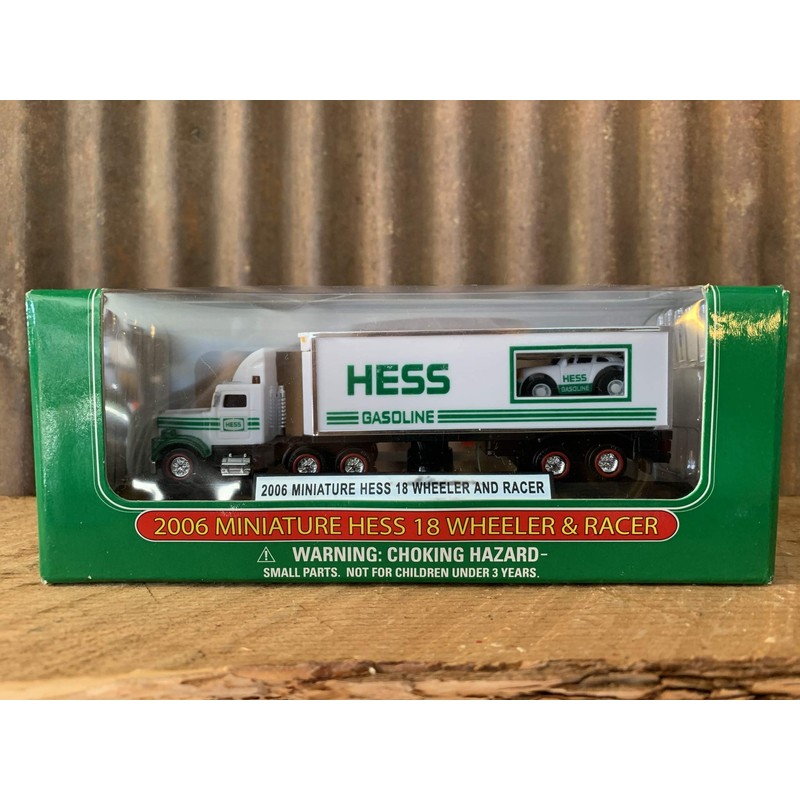 HESS
HESS
GASOLINE
GASOLINE
HESS
2006 MINIATURE HESS 18 WHEELER AND RACER
2006 MINIATURE HESS 18 WHEELER & RACER
⚠ WARNING: CHOKING HAZARD–
SMALL PARTS. NOT FOR CHILDREN UNDER 3 YEARS.